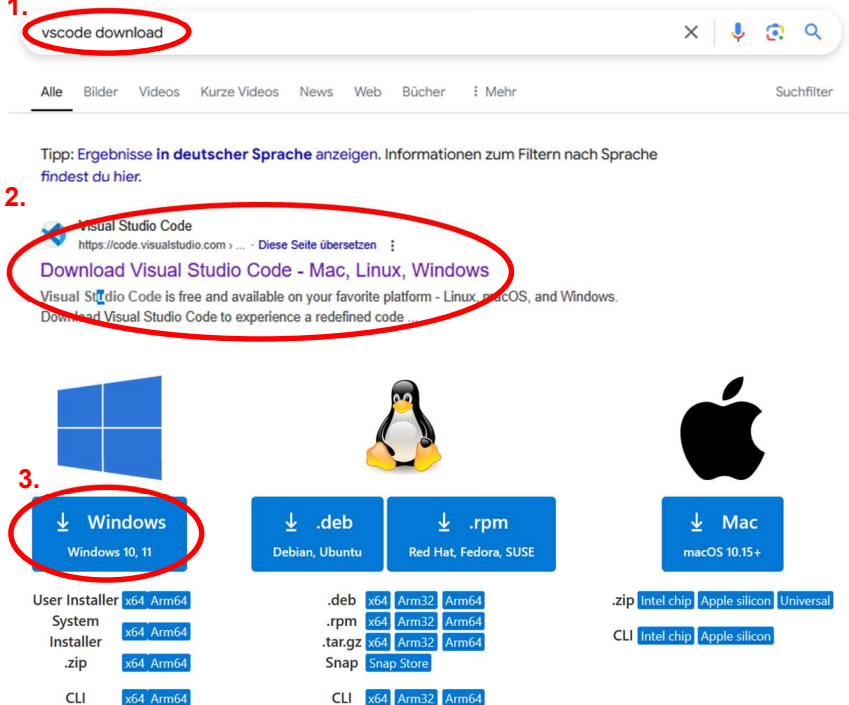 1.
vscode download
Alle Bilder Videos Kurze Videos News Web Bücher Mehr Suchfilter
Tipp: Ergebnisse in deutscher Sprache anzeigen. Informationen zum Filtern nach Sprache
findest du hier.
2.
Visual Studio Code
https://code.visualstudio.com › ... · Diese Seite übersetzen
Download Visual Studio Code - Mac, Linux, Windows
Visual Studio Code is free and available on your favorite platform - Linux, macOS, and Windows.
Download Visual Studio Code to experience a redefined code ...
3.
Windows
Windows 10, 11
User Installer x64 Arm64
System
Installer x64 Arm64
.zip x64 Arm64
CLI x64 Arm64
.deb
Debian, Ubuntu
.rpm
Red Hat, Fedora, SUSE
.deb x64 Arm32 Arm64
.rpm x64 Arm32 Arm64
.tar.gz x64 Arm32 Arm64
Snap Snap Store
CLI x64 Arm32 Arm64
Mac
macOS 10.15+
.zip Intel chip Apple silicon Universal
CLI Intel chip Apple silicon